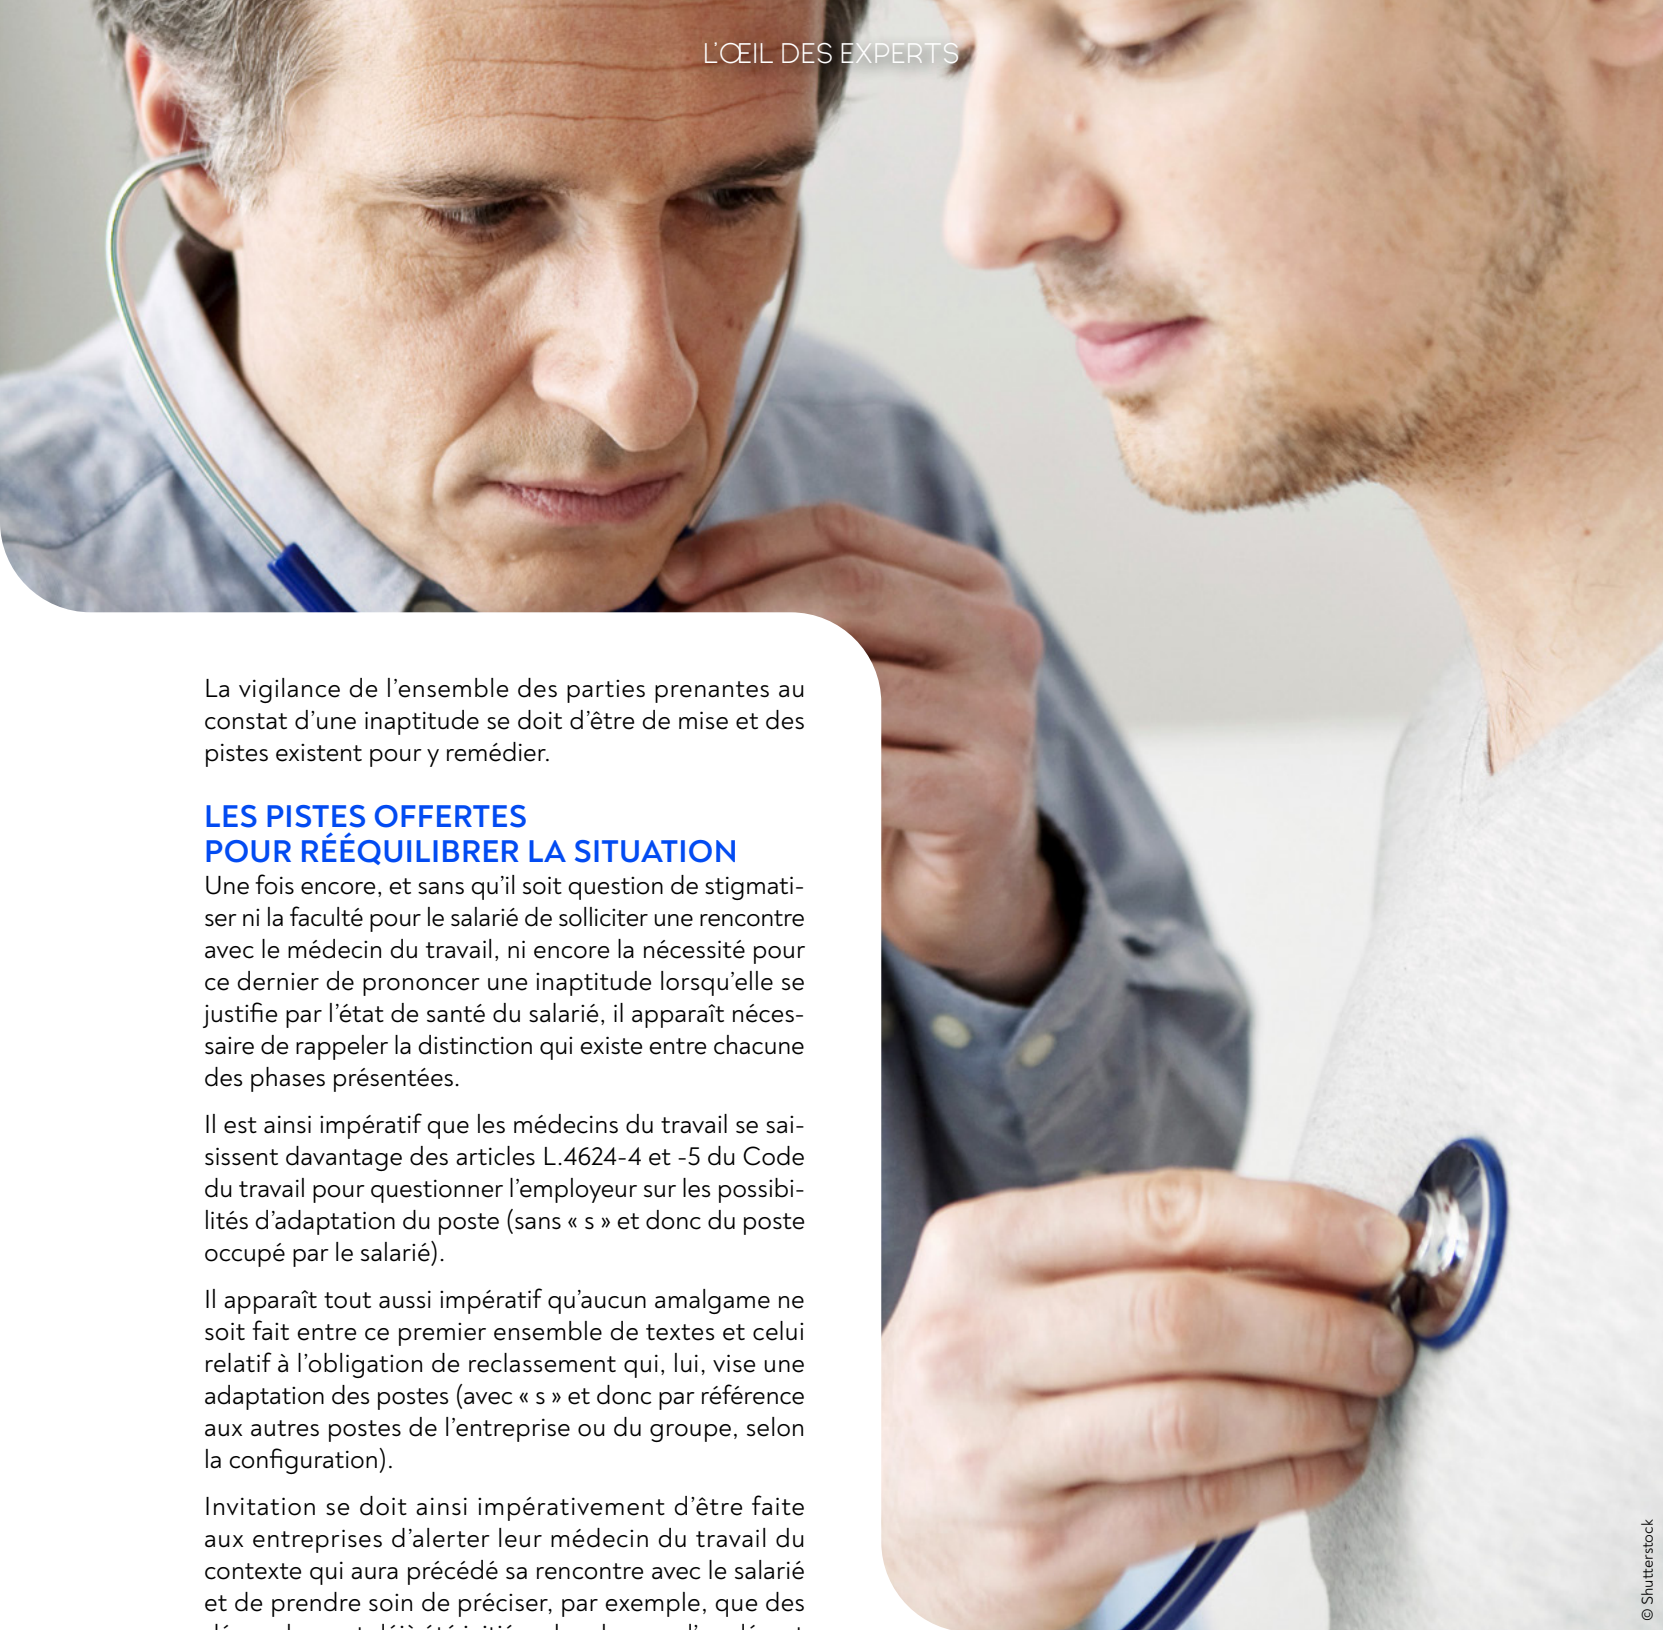 L'ŒIL DES EXPERTS
La vigilance de l’ensemble des parties prenantes au
constat d’une inaptitude se doit d’être de mise et des
pistes existent pour y remédier.
LES PISTES OFFERTES
POUR RÉÉQUILIBRER LA SITUATION
Une fois encore, et sans qu’il soit question de stigmati-
ser ni la faculté pour le salarié de solliciter une rencontre
avec le médecin du travail, ni encore la nécessité pour
ce dernier de prononcer une inaptitude lorsqu’elle se
justifie par l’état de santé du salarié, il apparaît néces-
saire de rappeler la distinction qui existe entre chacune
des phases présentées.
Il est ainsi impératif que les médecins du travail se sai-
sissent davantage des articles L.4624-4 et -5 du Code
du travail pour questionner l’employeur sur les possibi-
lités d’adaptation du poste (sans « s » et donc du poste
occupé par le salarié).
Il apparaît tout aussi impératif qu’aucun amalgame ne
soit fait entre ce premier ensemble de textes et celui
relatif à l’obligation de reclassement qui, lui, vise une
adaptation des postes (avec « s » et donc par référence
aux autres postes de l’entreprise ou du groupe, selon
la configuration).
Invitation se doit ainsi impérativement d’être faite
aux entreprises d’alerter leur médecin du travail du
contexte qui aura précédé sa rencontre avec le salarié
et de prendre soin de préciser, par exemple, que des
© Shutterstock